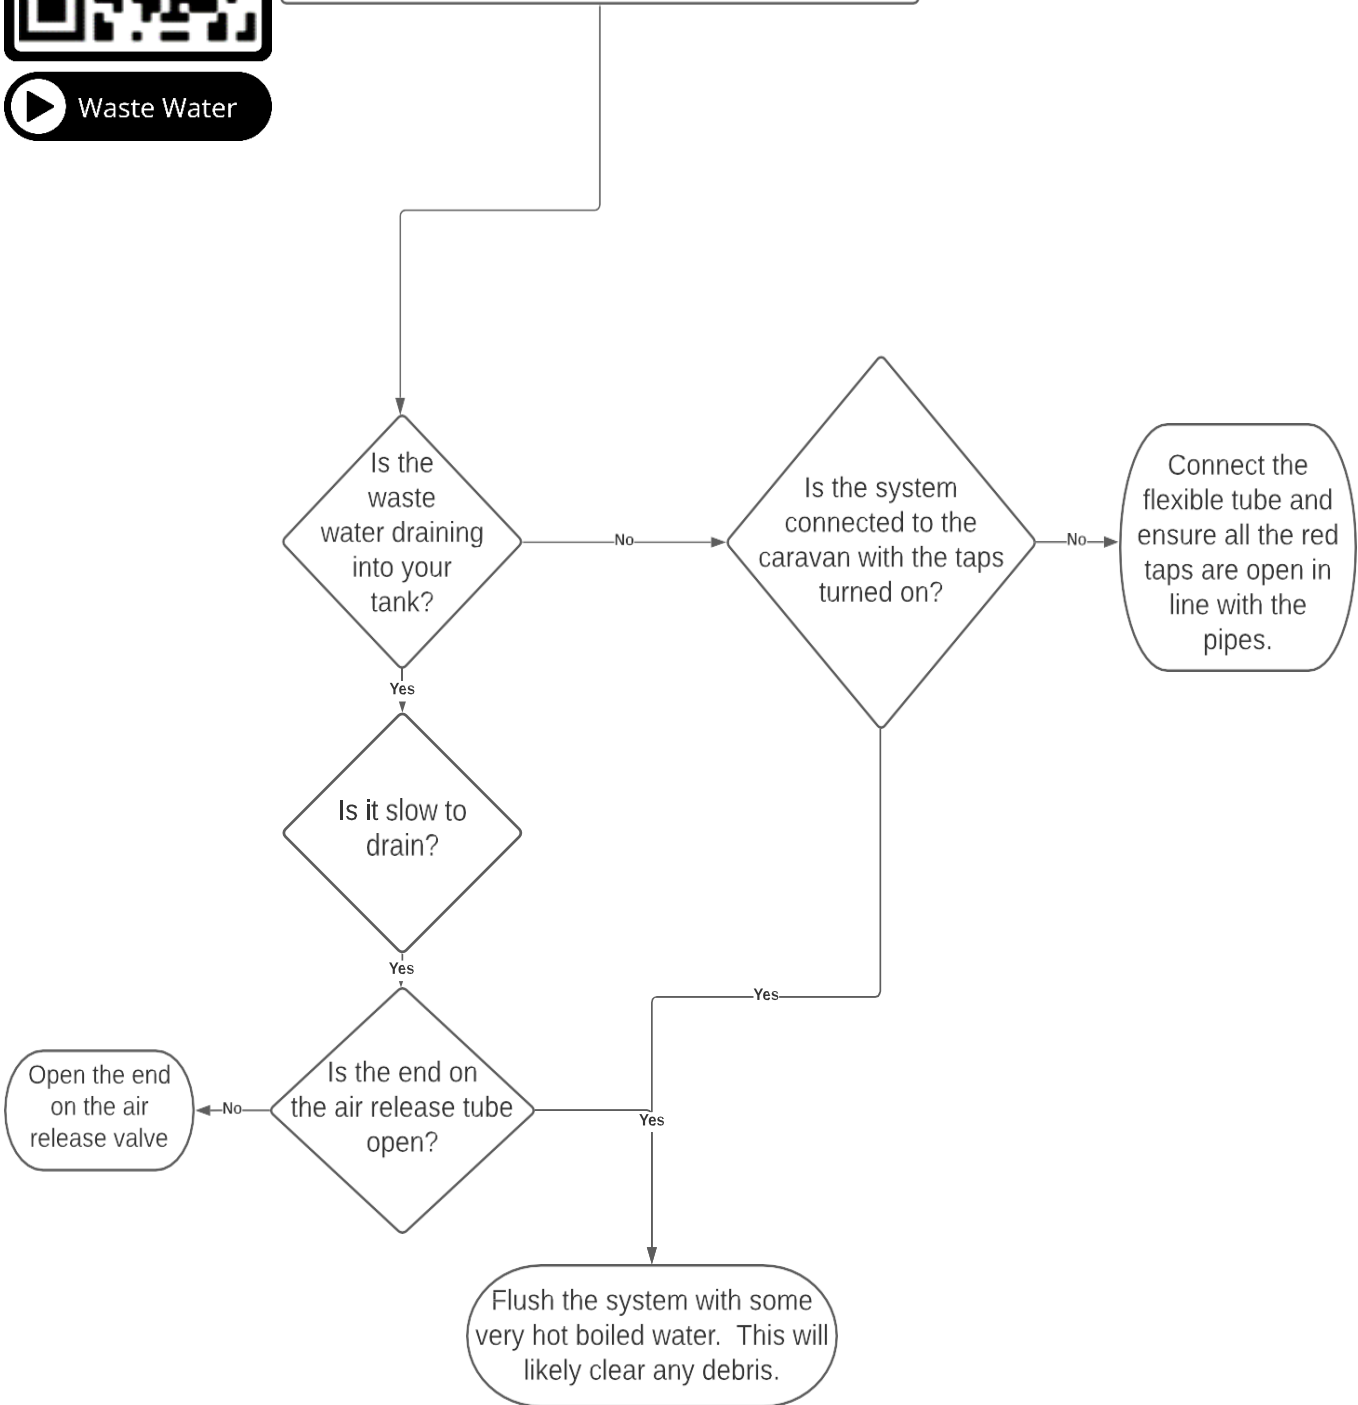 Waste Water
Is the
waste
water draining
into your
tank?
No
Is the system
connected to the
caravan with the taps
turned on?
No
Connect the
flexible tube and
ensure all the red
taps are open in
line with the
pipes.
Yes
Is it slow to
drain?
Yes
Yes
Is the end on
the air release tube
open?
No
Open the end
on the air
release valve
Yes
Flush the system with some
very hot boiled water.  This will
likely clear any debris.